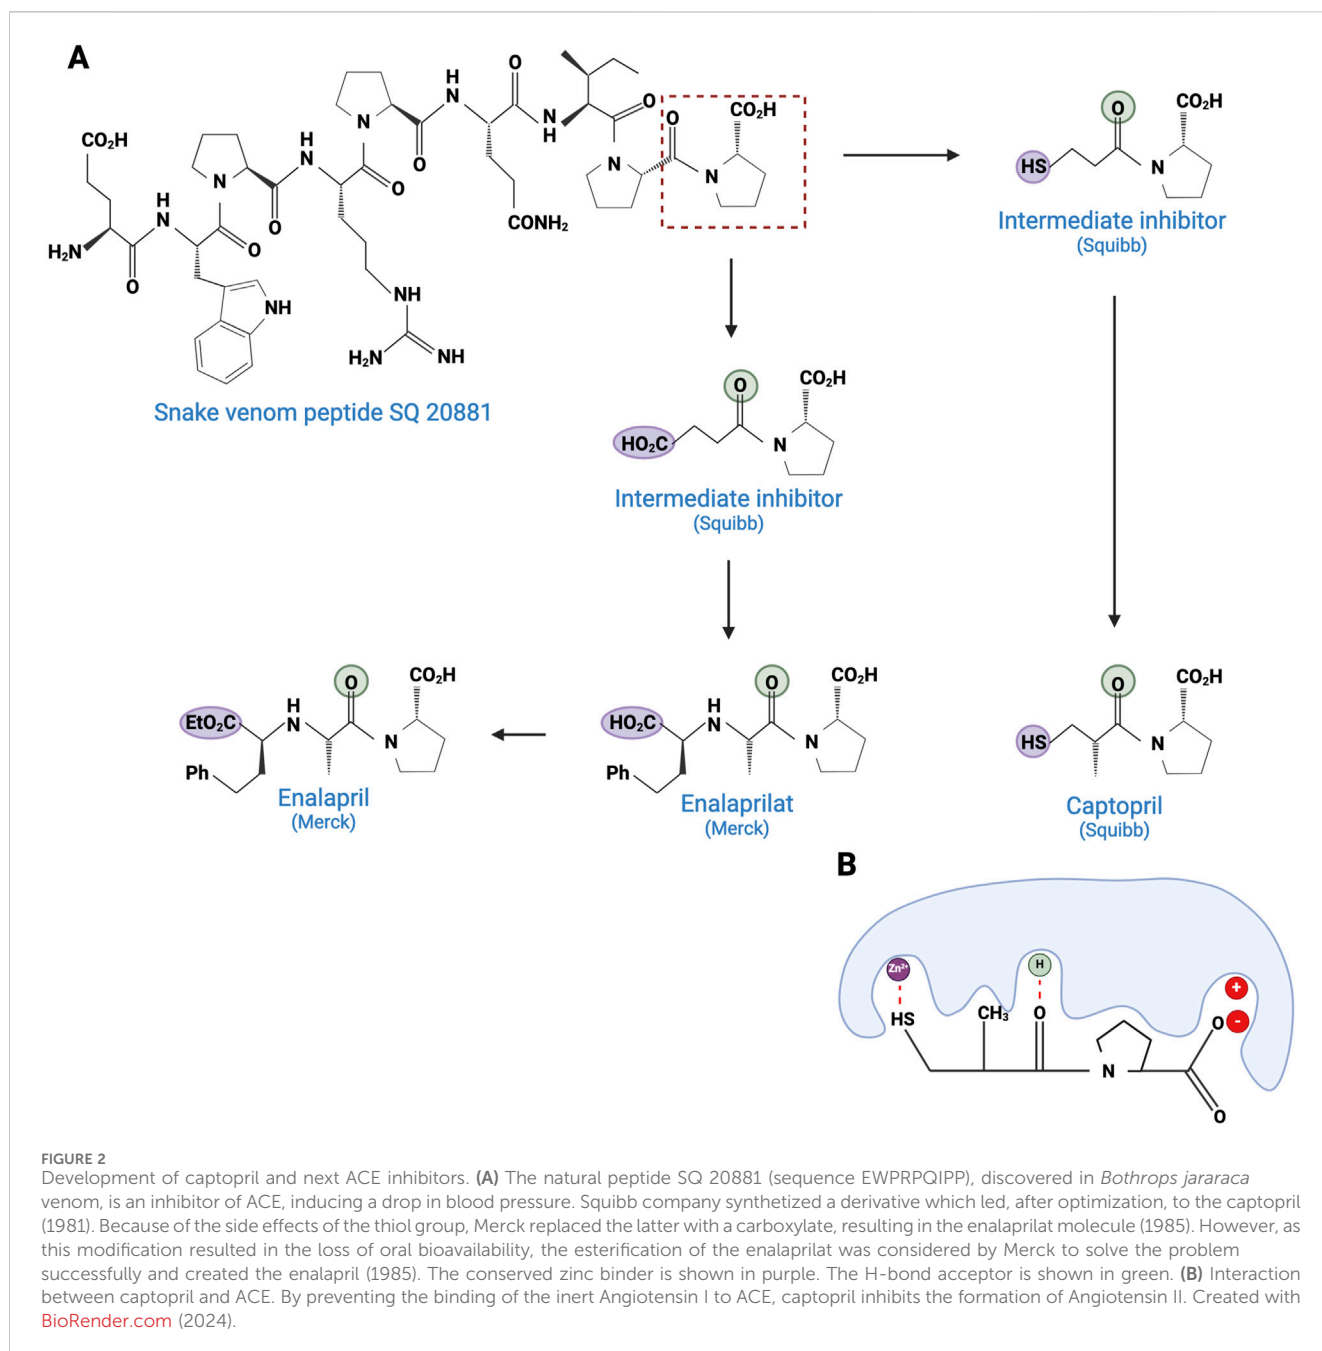 A
CO₂H
H₂N
O
H
N
O
N
NH
O
H
N
O
N
O
H
N
NH
H₂N
NH
O
CONH₂
N
H
O
N
O
N
CO₂H
Snake venom peptide SQ 20881
HS
O
N
CO₂H
Intermediate inhibitor
(Squibb)
HO₂C
O
N
CO₂H
Intermediate inhibitor
(Squibb)
EtO₂C
H
N
O
N
CO₂H
Ph
Enalapril
(Merck)
HO₂C
H
N
O
N
CO₂H
Ph
Enalaprilat
(Merck)
HS
O
N
CO₂H
Captopril
(Squibb)
B
Zn²⁺
H
+
HS
CH₃
O
O
-
N
O
FIGURE 2
Development of captopril and next ACE inhibitors. (A) The natural peptide SQ 20881 (sequence EWPRPQIPP), discovered in Bothrops jararaca
venom, is an inhibitor of ACE, inducing a drop in blood pressure. Squibb company synthetized a derivative which led, after optimization, to the captopril
(1981). Because of the side effects of the thiol group, Merck replaced the latter with a carboxylate, resulting in the enalaprilat molecule (1985). However, as
this modification resulted in the loss of oral bioavailability, the esterification of the enalaprilat was considered by Merck to solve the problem
successfully and created the enalapril (1985). The conserved zinc binder is shown in purple. The H-bond acceptor is shown in green. (B) Interaction
between captopril and ACE. By preventing the binding of the inert Angiotensin I to ACE, captopril inhibits the formation of Angiotensin II. Created with
BioRender.com (2024).